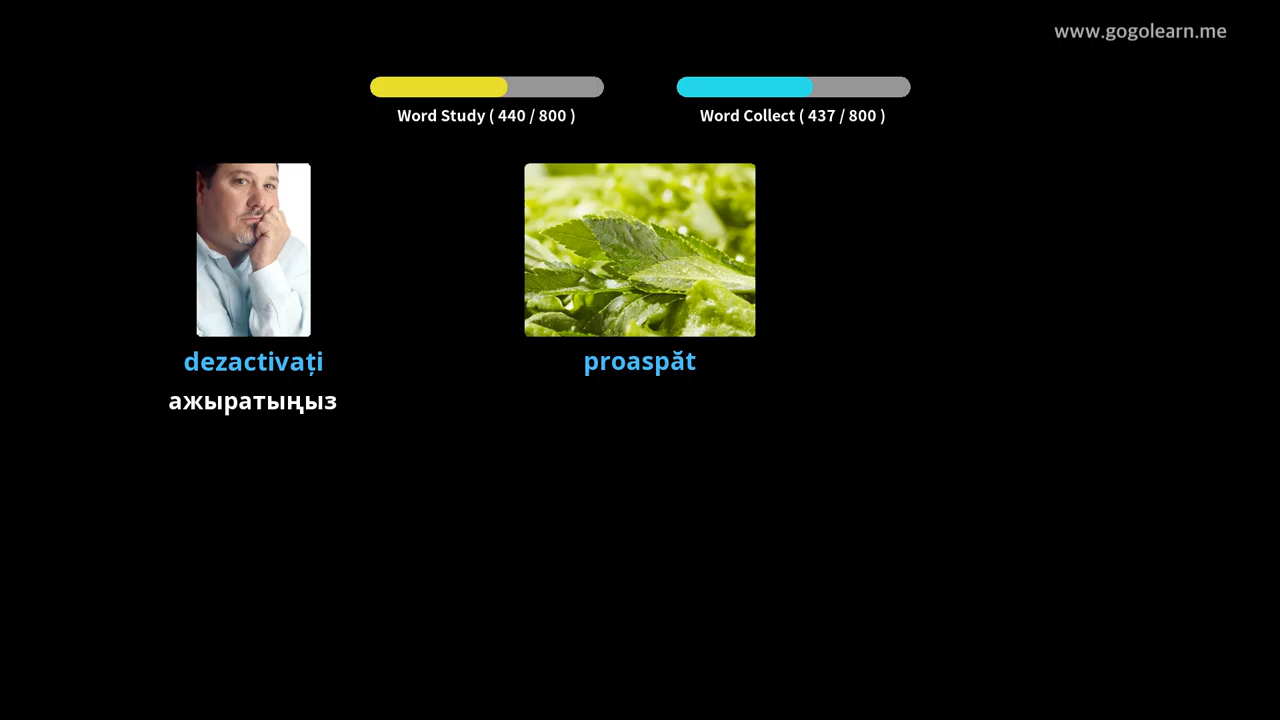 www.gogolearn.me
Word Study ( 440 / 800 )
Word Collect ( 437 / 800 )
dezactivați
proaspăt
ажыратыңыз